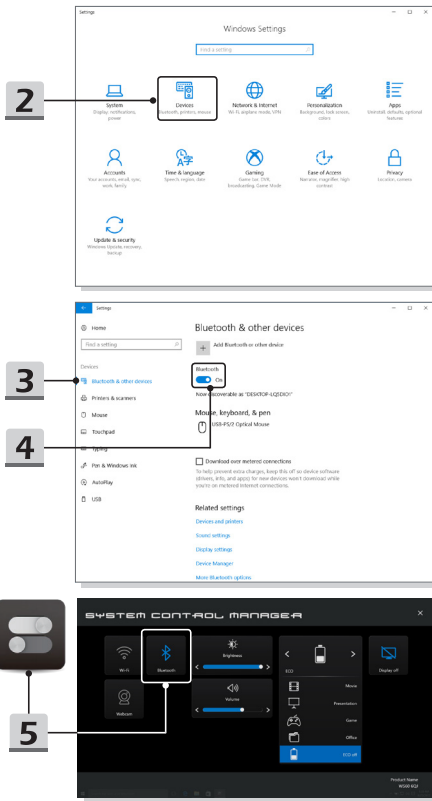 Settings
Windows Settings
Find a setting
2
System
Display, notifications,
power
Devices
Bluetooth, printers, mouse
Network & Internet
Wi-Fi, airplane mode, VPN
Personalization
Background, lock screen,
colors
Apps
Uninstall, defaults, optional
features
Accounts
Your accounts, email, sync,
work, family
Time & language
Speech, region, date
Gaming
Game bar, DVR,
broadcasting, Game Mode
Ease of Access
Narrator, magnifier, high
contrast
Privacy
Location, camera
Update & security
Windows Update, recovery,
backup
Settings
Home
Find a setting
Devices
3
Bluetooth & other devices
Printers & scanners
Mouse
4
Touchpad
Typing
Pen & Windows Ink
AutoPlay
USB
Bluetooth & other devices
Add Bluetooth or other device
Bluetooth
On
Now discoverable as "DESKTOP-LQ5DIOI"
Mouse, keyboard, & pen
USB-PS/2 Optical Mouse
Download over metered connections
To help prevent extra charges, keep this off so device software
(drivers, info, and apps) for new devices won't download while
you're on metered Internet connections.
Related settings
Devices and printers
Sound settings
Display settings
Device Manager
More Bluetooth options
5
SYSTEM CONTROL MANAGER
Wi-Fi
Bluetooth
Brightness
ECO
Display off
Webcam
Volume
Movie
Presentation
Game
Office
ECO off
Product Name
WS60 6QJ